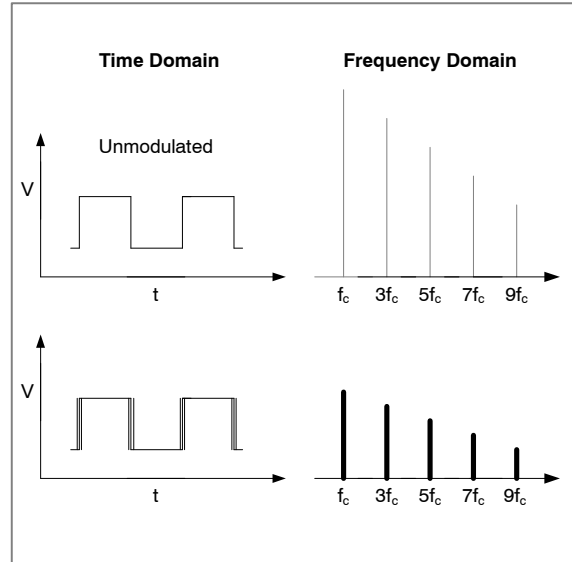 Time Domain
Frequency Domain
Unmodulated
V
t
f꜀ 3f꜀ 5f꜀ 7f꜀ 9f꜀
V
t
f꜀ 3f꜀ 5f꜀ 7f꜀ 9f꜀